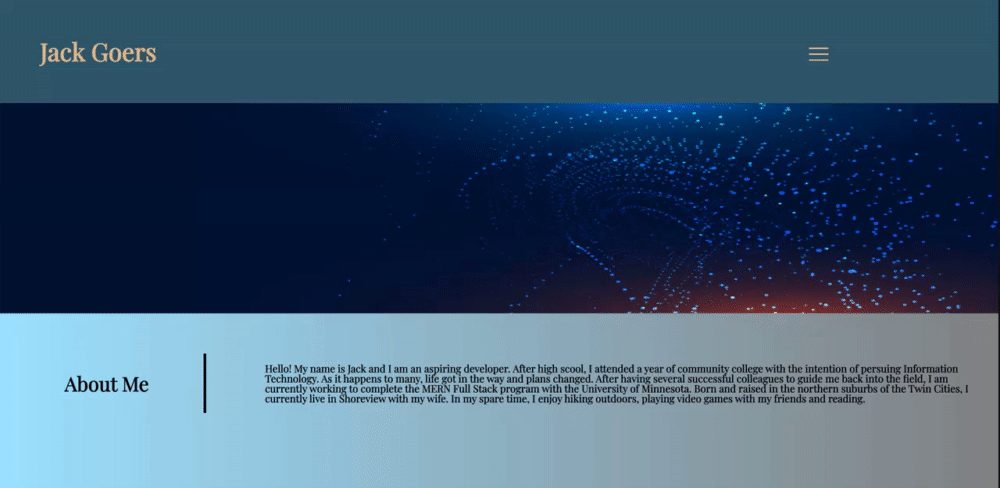 Jack Goers
About Me
Hello! My name is Jack and I am an aspiring developer. After high scool, I attended a year of community college with the intention of persuing Information
Technology. As it happens to many, life got in the way and plans changed. After having several successful colleagues to guide me back into the field, I am
currently working to complete the MERN Full Stack program with the University of Minnesota. Born and raised in the northern suburbs of the Twin Cities, I
currently live in Shoreview with my wife. In my spare time, I enjoy hiking outdoors, playing video games with my friends and reading.